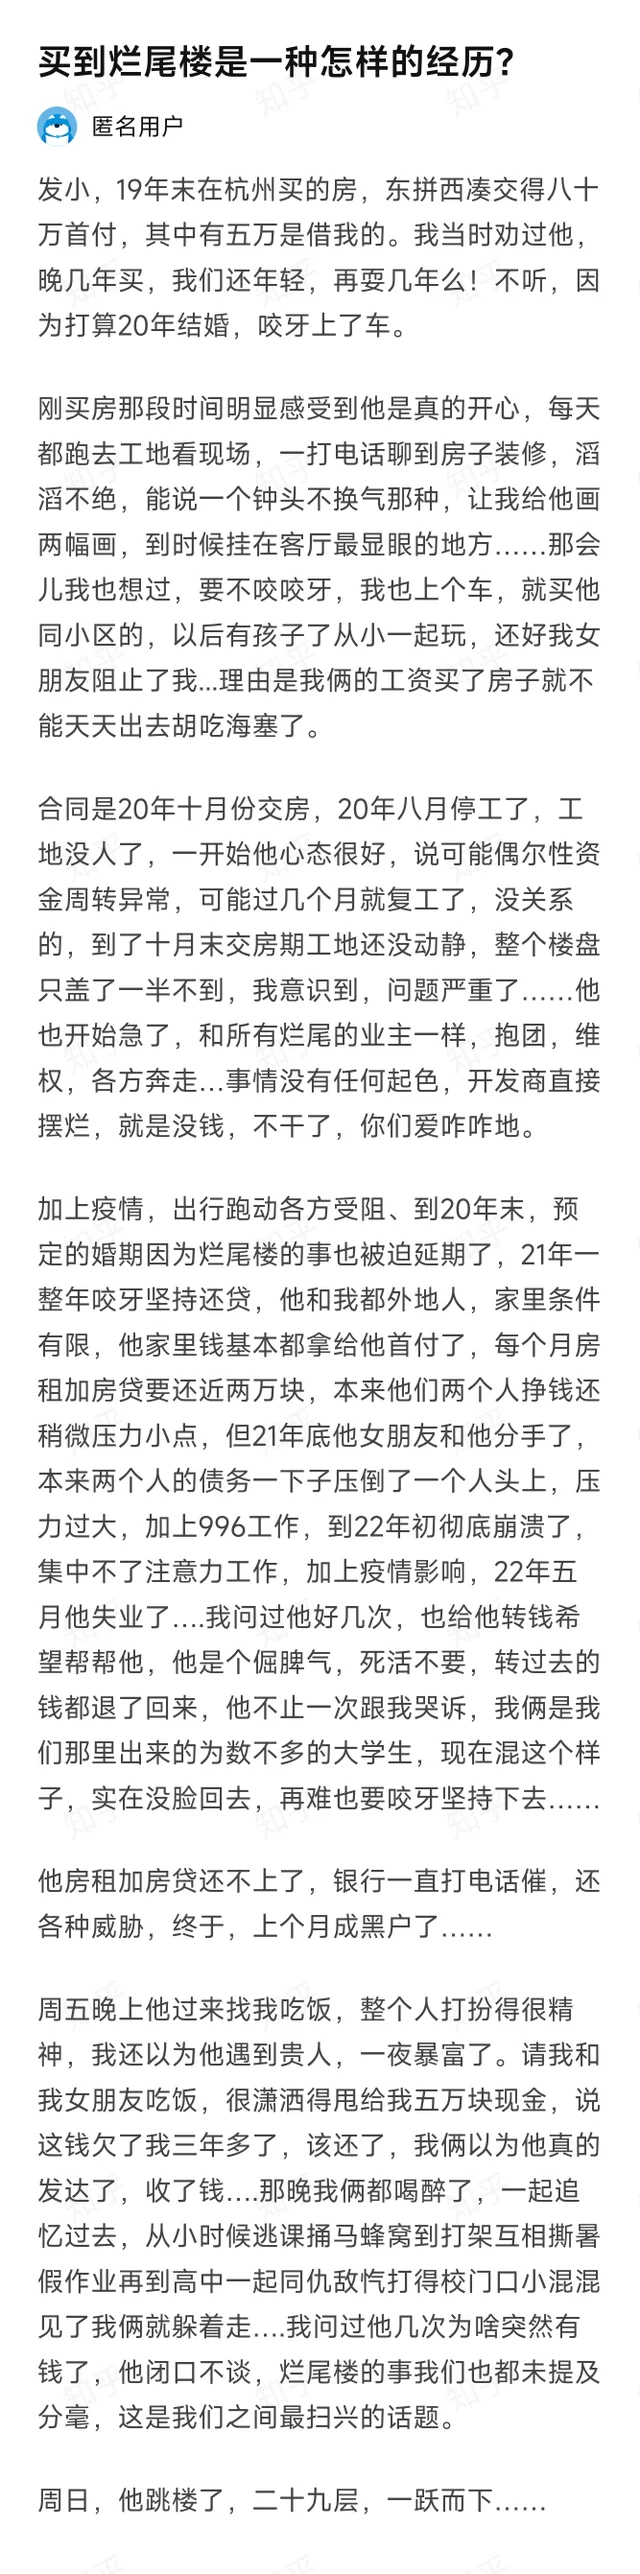 买到烂尾楼是一种怎样的经历?
匿名用户
发小，19年末在杭州买的房，东拼西凑交得八十
万首付，其中有五万是借我的。我当时劝过他，
晚几年买，我们还年轻，再耍几年么！不听，因
为打算20年结婚，咬牙上了车。
刚买房那段时间明显感受到他是真的开心，每天
都跑去工地看现场，一打电话聊到房子装修，滔
滔不绝，能说一个钟头不换气那种，让我给他画
两幅画，到时候挂在客厅最显眼的地方……那会
儿我也想过，要不咬咬牙，我也上个车，就买他
同小区的，以后有孩子了从小一起玩，还好我女
朋友阻止了我...理由是我俩的工资买了房子就不
能天天出去胡吃海塞了。
合同是20年十月份交房，20年八月停工了，工
地没人了，一开始他心态很好，说可能偶尔性资
金周转异常，可能过几个月就复工了，没关系
的，到了十月末交房期工地还没动静，整个楼盘
只盖了一半不到，我意识到，问题严重了……他
也开始急了，和所有烂尾的业主一样，抱团，维
权，各方奔走…事情没有任何起色，开发商直接
摆烂，就是没钱，不干了，你们爱咋咋地。
加上疫情，出行跑动各方受阻、到20年末，预
定的婚期因为烂尾楼的事也被迫延期了，21年一
整年咬牙坚持还贷，他和我都外地人，家里条件
有限，他家里钱基本都拿给他首付了，每个月房
租加房贷要还近两万块，本来他们两个人挣钱还
稍微压力小点，但21年底他女朋友和他分手了，
本来两个人的债务一下子压倒了一个人头上，压
力过大，加上996工作，到22年初彻底崩溃了，
集中不了注意力工作，加上疫情影响，22年五
月他失业了....我问过他好几次，也给他转钱希
望帮帮他，他是个倔脾气，死活不要，转过去的
钱都退了回来，他不止一次跟我哭诉，我俩是我
们那里出来的为数不多的大学生，现在混这个样
子，实在没脸回去，再难也要咬牙坚持下去……
他房租加房贷还不上了，银行一直打电话催，还
各种威胁，终于，上个月成黑户了……
周五晚上他过来找我吃饭，整个人打扮得很精
神，我还以为他遇到贵人，一夜暴富了。请我和
我女朋友吃饭，很潇洒得甩给我五万块现金，说
这钱欠了我三年多了，该还了，我俩以为他真的
发达了，收了钱....那晚我俩都喝醉了，一起追
忆过去，从小时候逃课捅马蜂窝到打架互相撕暑
假作业再到高中一起同仇敌忾打得校门口小混混
见了我俩就躲着走....我问过他几次为啥突然有
钱了，他闭口不谈，烂尾楼的事我们也都未提及
分毫，这是我们之间最扫兴的话题。
周日，他跳楼了，二十九层，一跃而下……